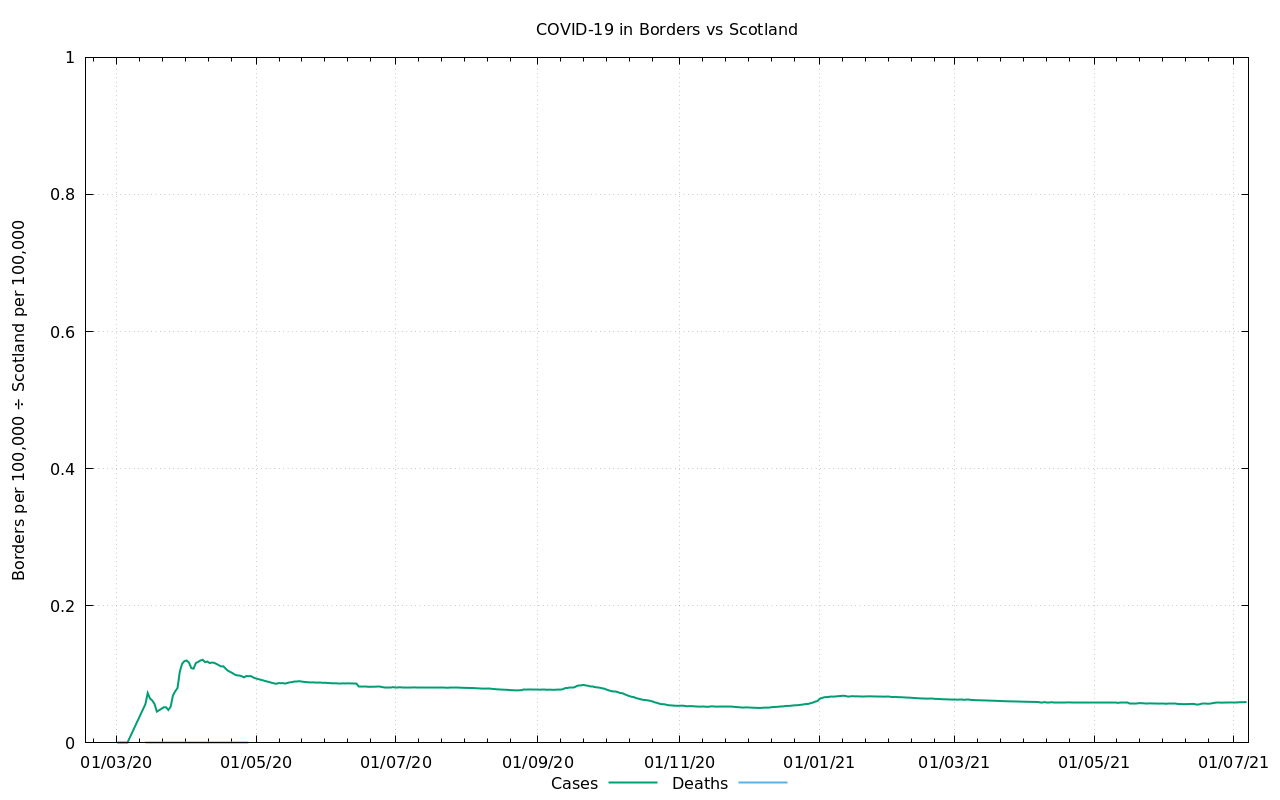 COVID-19 in Borders vs Scotland
Borders per 100,000 ÷ Scotland per 100,000
1
0.8
0.6
0.4
0.2
0
01/03/20 01/05/20 01/07/20 01/09/20 01/11/20 01/01/21 01/03/21 01/05/21 01/07/21
Cases Deaths